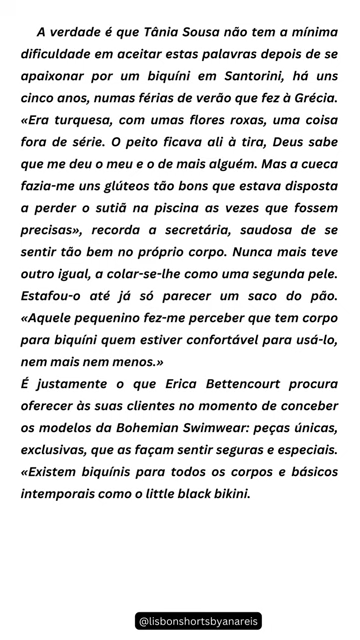 A verdade é que Tânia Sousa não tem a mínima
dificuldade em aceitar estas palavras depois de se
apaixonar por um biquíni em Santorini, há uns
cinco anos, numas férias de verão que fez à Grécia.
«Era turquesa, com umas flores roxas, uma coisa
fora de série. O peito ficava ali à tira, Deus sabe
que me deu o meu e o de mais alguém. Mas a cueca
fazia-me uns glúteos tão bons que estava disposta
a perder o sutiã na piscina as vezes que fossem
precisas», recorda a secretária, saudosa de se
sentir tão bem no próprio corpo. Nunca mais teve
outro igual, a colar-se-lhe como uma segunda pele.
Estafou-o até já só parecer um saco do pão.
«Aquele pequenino fez-me perceber que tem corpo
para biquíni quem estiver confortável para usá-lo,
nem mais nem menos.»
É justamente o que Erica Bettencourt procura
oferecer às suas clientes no momento de conceber
os modelos da Bohemian Swimwear: peças únicas,
exclusivas, que as façam sentir seguras e especiais.
«Existem biquínis para todos os corpos e básicos
intemporais como o little black bikini.
@lisbonshortsbyanareis